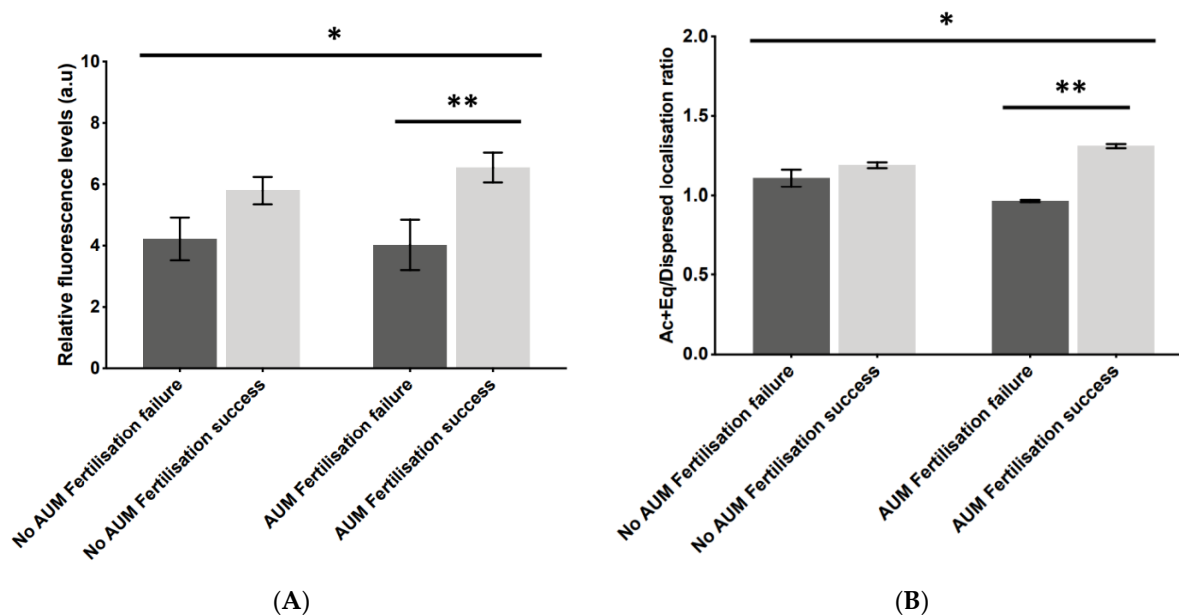 *
10
8
6
4
2
0
Relative fluorescence levels (a.u)
**
No AUM Fertilisation failure
No AUM Fertilisation success
AUM Fertilisation failure
AUM Fertilisation success
(A)
*
2.0
1.5
1.0
0.5
0.0
Ac+Eq/Dispersed localisation ratio
**
No AUM Fertilisation failure
No AUM Fertilisation success
AUM Fertilisation failure
AUM Fertilisation success
(B)